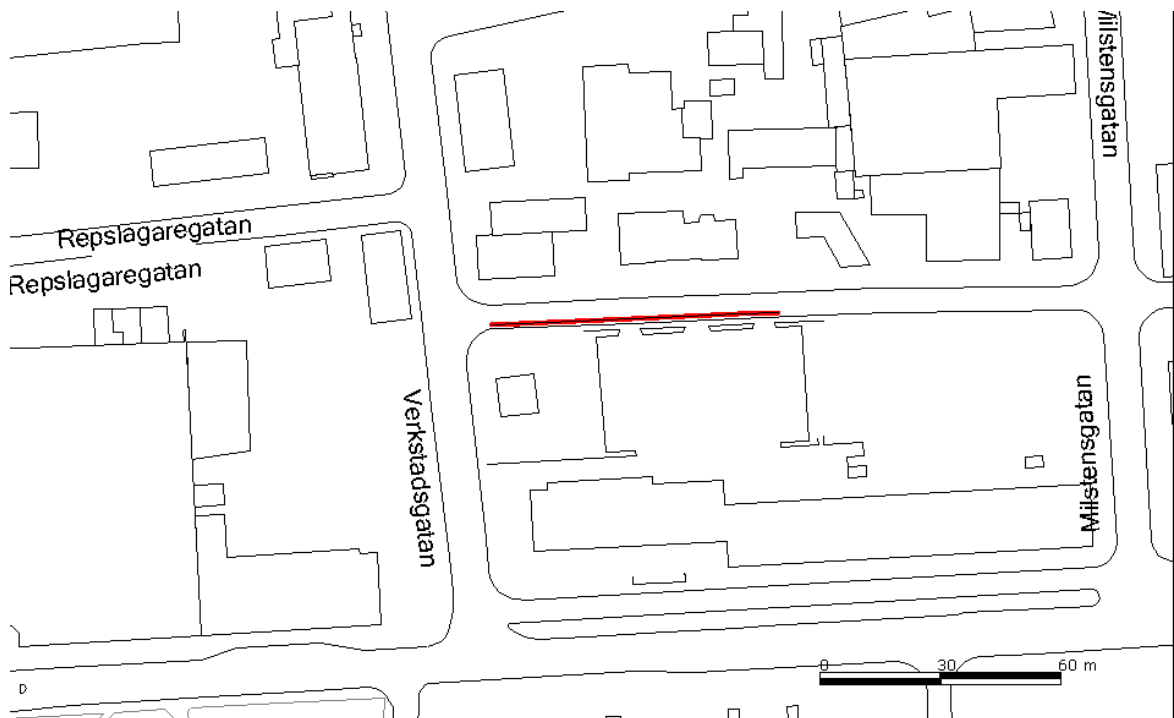 Milstensgatan
Repslagaregatan
Repslagaregatan
Verkstadsgatan
Milstensgatan
0 30 60 m
D